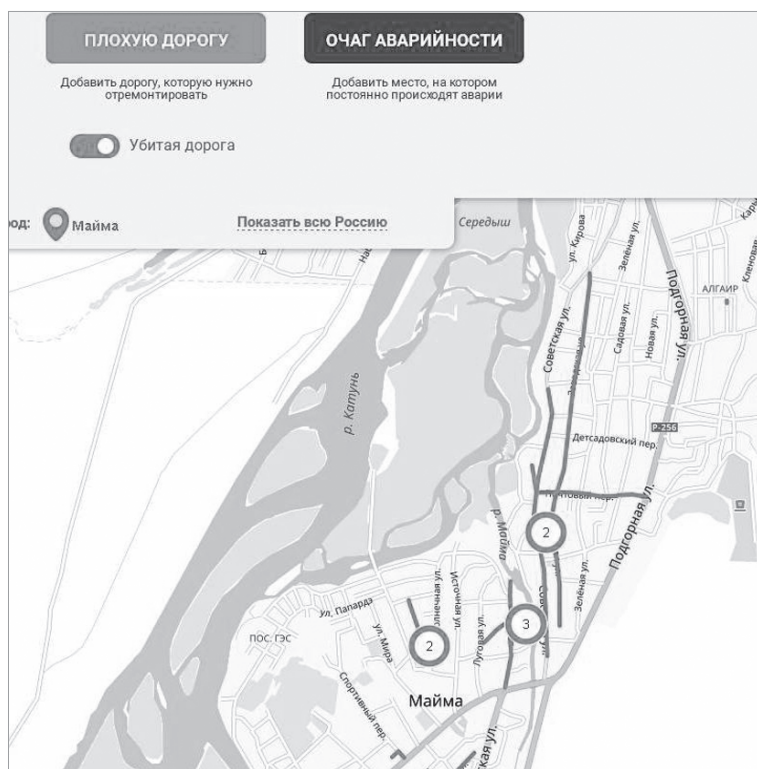 ПЛОХУЮ ДОРОГУ
ОЧАГ АВАРИЙНОСТИ
Добавить дорогу, которую нужно
отремонтировать
Добавить место, на котором
постоянно происходят аварии
Убитая дорога
од:
Майма
Показать всю Россию
Середыш
ул. Кирова
Зелёная ул.
Кленовая
АЛГАИР
Подгорная ул.
Советская ул.
Садовая ул.
Новая ул.
р. Катунь
Р-256
Детсадовский пер.
Подгорная ул.
р. Майма
2
Зелёная ул.
Источная ул.
ул. Папардэ
ул. Мира
Луговая ул.
3
2
ПОС. ГЭС
Спортивный пер.
Майма